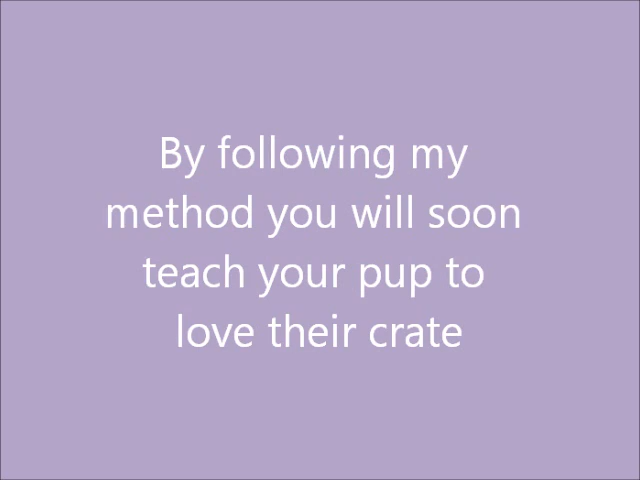 By following my
method you will soon
teach your pup to
love their crate